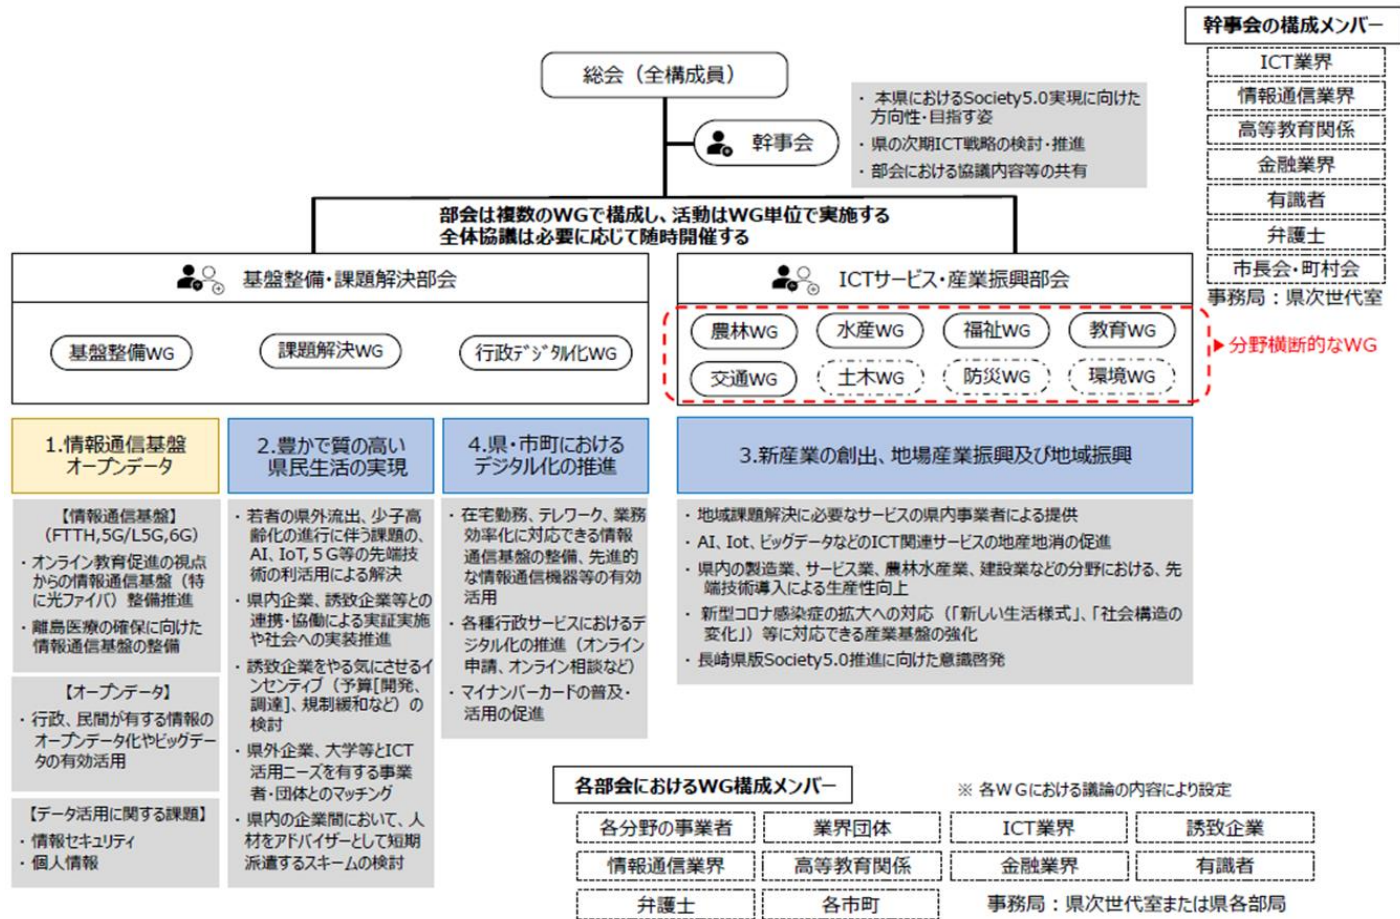 幹事会の構成メンバー
ICT業界
情報通信業界
高等教育関係
金融業界
有識者
弁護士
市長会・町村会
事務局：県次世代室
総会（全構成員）
幹事会
・ 本県におけるSociety5.0実現に向けた
方向性・目指す姿
・ 県の次期ICT戦略の検討・推進
・ 部会における協議内容等の共有
部会は複数のWGで構成し、活動はWG単位で実施する
全体協議は必要に応じて随時開催する
基盤整備・課題解決部会
基盤整備WG
課題解決WG
行政デジタル化WG
ICTサービス・産業振興部会
農林WG
水産WG
福祉WG
教育WG
交通WG
土木WG
防災WG
環境WG
▶分野横断的なWG
1.情報通信基盤
オープンデータ
【情報通信基盤】
(FTTH,5G/L5G,6G)
・ オンライン教育促進の視点
からの情報通信基盤（特
に光ファイバ）整備推進
・ 離島医療の確保に向けた
情報通信基盤の整備
【オープンデータ】
・ 行政、民間が有する情報の
オープンデータ化やビッグデー
タの有効活用
【データ活用に関する課題】
・ 情報セキュリティ
・ 個人情報
2.豊かで質の高い
県民生活の実現
・ 若者の県外流出、少子高
齢化の進行に伴う課題の、
AI、IoT、５G等の先端技
術の利活用による解決
・ 県内企業、誘致企業等との
連携・協働による実証実施
や社会への実装推進
・ 誘致企業をやる気にさせるイ
ンセンティブ（予算[開発、
調達]、規制緩和など）の
検討
・ 県外企業、大学等とICT
活用ニーズを有する事業
者・団体とのマッチング
・ 県内の企業間において、人
材をアドバイザーとして短期
派遣するスキームの検討
4.県・市町における
デジタル化の推進
・ 在宅勤務、テレワーク、業務
効率化に対応できる情報
通信基盤の整備、先進的
な情報通信機器等の有効
活用
・ 各種行政サービスにおけるデ
ジタル化の推進（オンライン
申請、オンライン相談など）
・ マイナンバーカードの普及・
活用の促進
3.新産業の創出、地場産業振興及び地域振興
・ 地域課題解決に必要なサービスの県内事業者による提供
・ AI、Iot、ビッグデータなどのICT関連サービスの地産地消の促進
・ 県内の製造業、サービス業、農林水産業、建設業などの分野における、先
端技術導入による生産性向上
・ 新型コロナ感染症の拡大への対応（「新しい生活様式」、「社会構造の
変化」）等に対応できる産業基盤の強化
・ 長崎県版Society5.0推進に向けた意識啓発
各部会におけるWG構成メンバー
※ 各ＷＧにおける議論の内容により設定
各分野の事業者
業界団体
ICT業界
誘致企業
情報通信業界
高等教育関係
金融業界
有識者
弁護士
各市町
事務局：県次世代室または県各部局